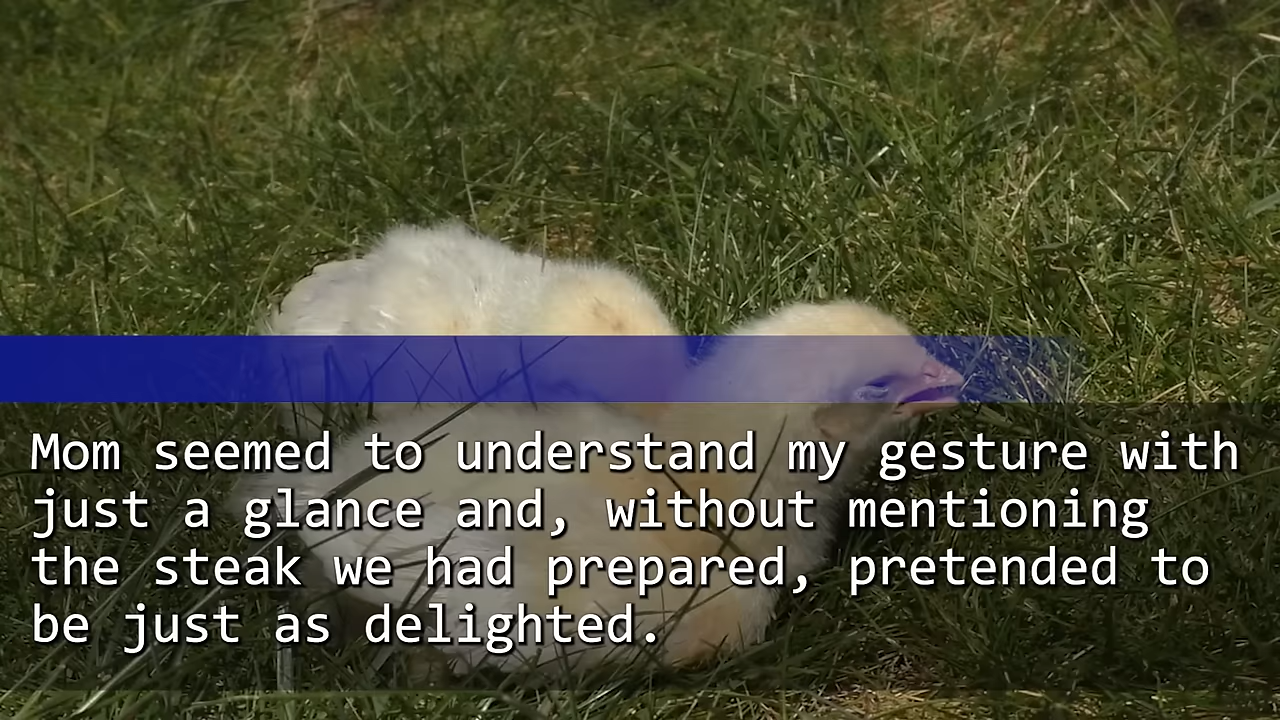 Mom seemed to understand my gesture with
just a glance and, without mentioning
the steak we had prepared, pretended to
be just as delighted.